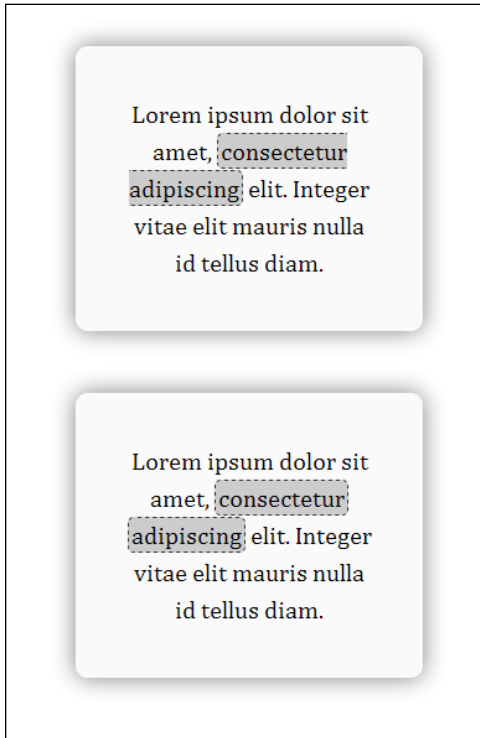 Lorem ipsum dolor sit
amet, consectetur
adipiscing elit. Integer
vitae elit mauris nulla
id tellus diam.
Lorem ipsum dolor sit
amet, consectetur
adipiscing elit. Integer
vitae elit mauris nulla
id tellus diam.